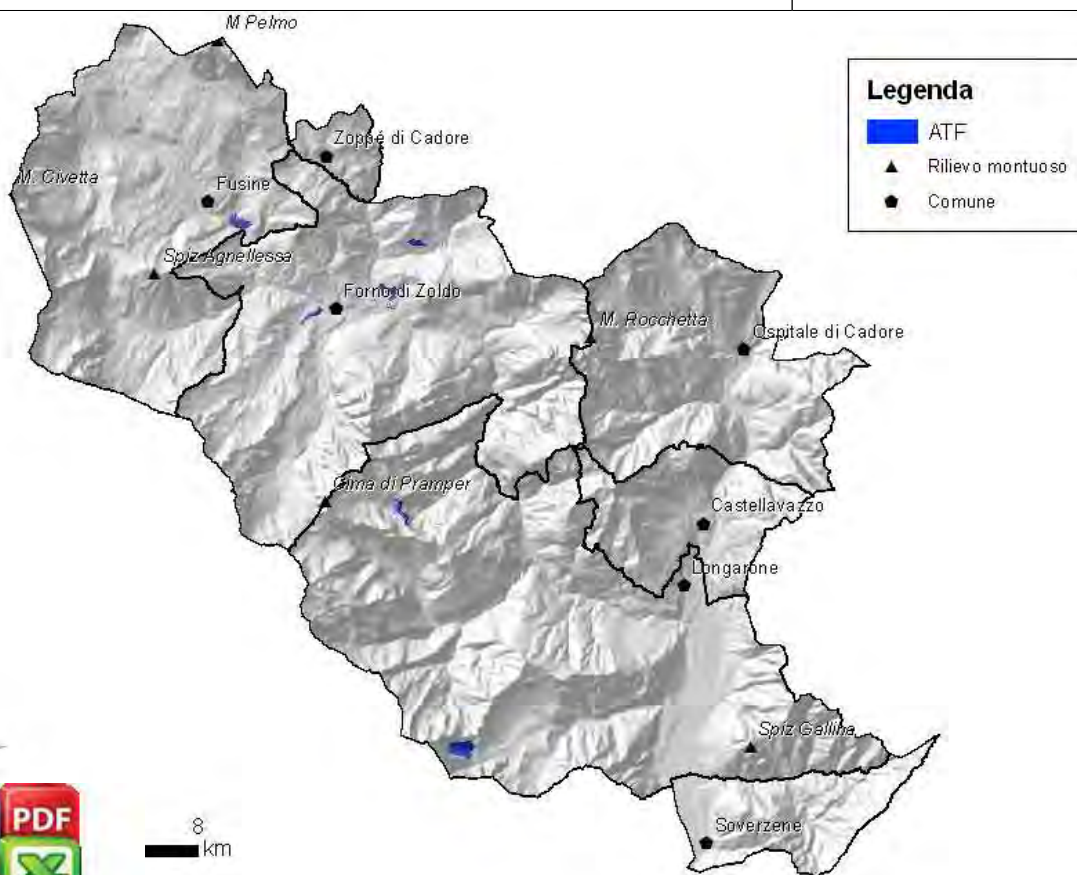 M Pelmo
Legenda
ATF
Rilievo montuoso
Comune
Zoppé di Cadore
M. Civetta
Fusine
Spiz Agnellessa
Forno di Zoldo
M. Rocchetta
Ospitale di Cadore
Cima di Pramper
Castellavazzo
Longarone
Spiz Gallina
PDF
8
km
Soverzene